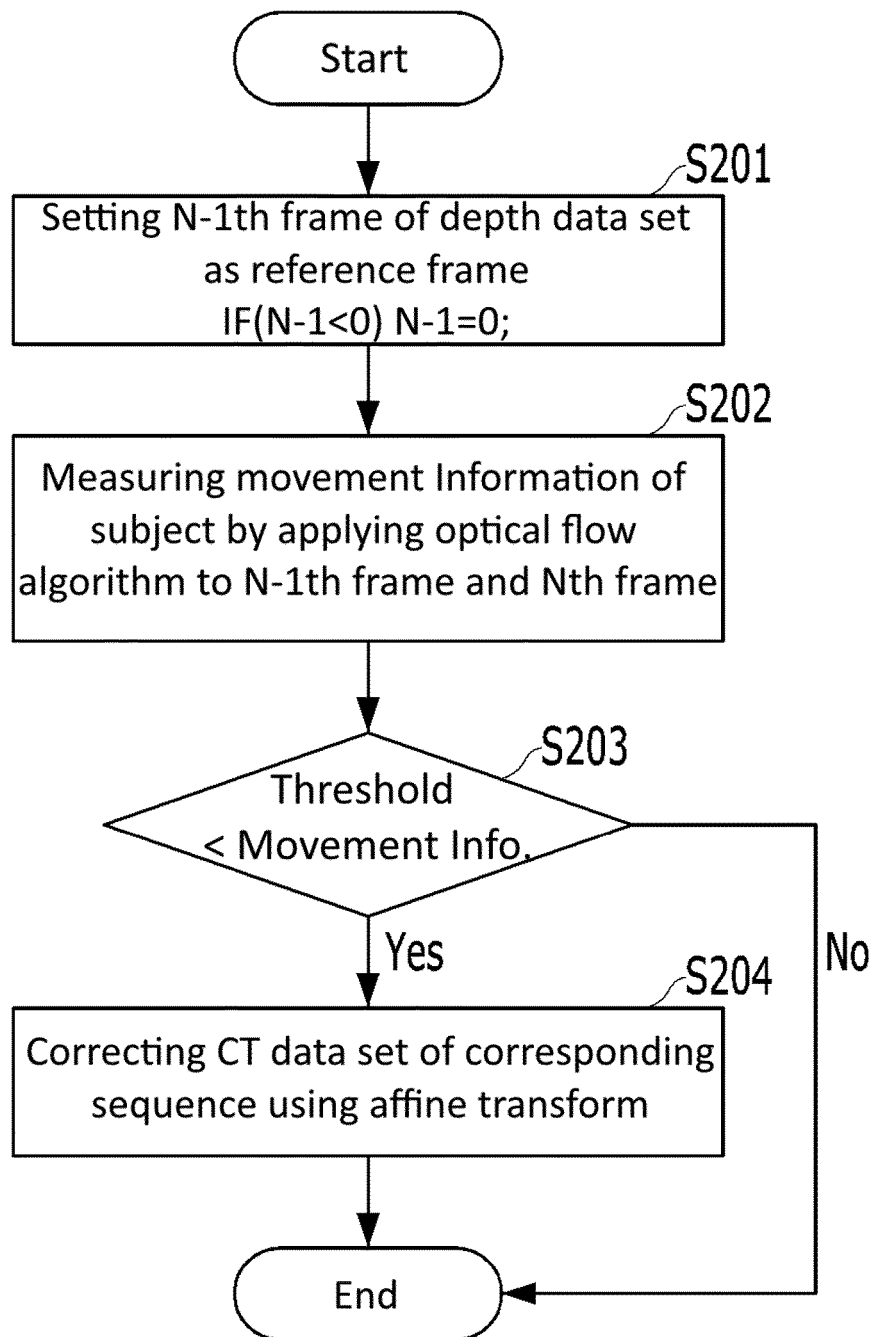 Start
S201
Setting N-1th frame of depth data set
as reference frame
IF(N-1<0) N-1=0;
S202
Measuring movement Information of
subject by applying optical flow
algorithm to N-1th frame and Nth frame
S203
Threshold
< Movement Info.
Yes
No
S204
Correcting CT data set of corresponding
sequence using affine transform
End